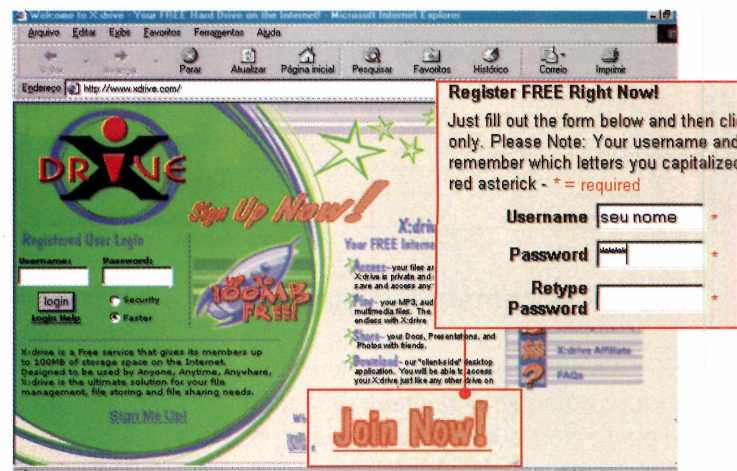 Welcome to X:drive - Your FREE Hard Drive on the Internet! - Microsoft Internet Explorer
Arquivo Editar Exibir Favoritos Ferramentas Ajuda
Parar Atualizar Página inicial Pesquisar Favoritos Histórico Correio Imprimir
Endereço http://www.xdrive.com/
Register FREE Right Now!
Just fill out the form below and then clic
only. Please Note: Your username and
remember which letters you capitalized
red asterick - * = required
Username seu nome *
Password ***** *
Retype
Password *
DRIVE
Sign Up Now!
X:driv
Your FREE Interne
Registered User Login
Username: Password:
login
Login Help
Security
Faster
UP TO
100MB
FREE!
Access - your files an
X:drive is private and
save and access any
Play - your MP3, aud
multimedia files. The
endless with X:drive
Share - your Docs, Presentations, and
Photos with friends.
Download - our "client-side" desktop
application. You will be able to access
your X:drive just like any other drive on
X:drive is a Free service that gives its members up
to 100MB of storage space on the Internet.
Designed to be used by Anyone, Anytime, Anywhere,
X:drive is the ultimate solution for your file
management, file storing and file sharing needs.
Sign Me Up!
X:drive Affiliate
FAQs
Join Now!